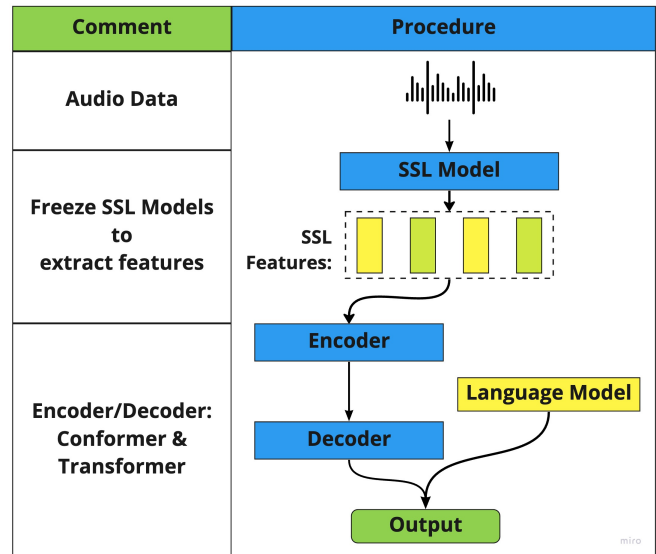 Comment
Procedure
Audio Data
SSL Model
Freeze SSL Models
to
extract features
SSL
Features:
Encoder
Language Model
Encoder/Decoder:
Conformer &
Transformer
Decoder
Output
miro